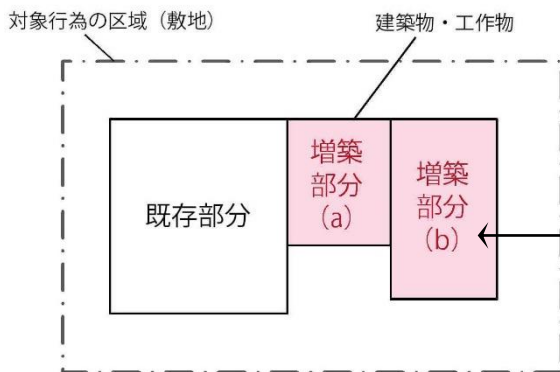 対象行為の区域（敷地）
建築物・工作物
既存部分
増築
部分
(a)
増築
部分
(b)